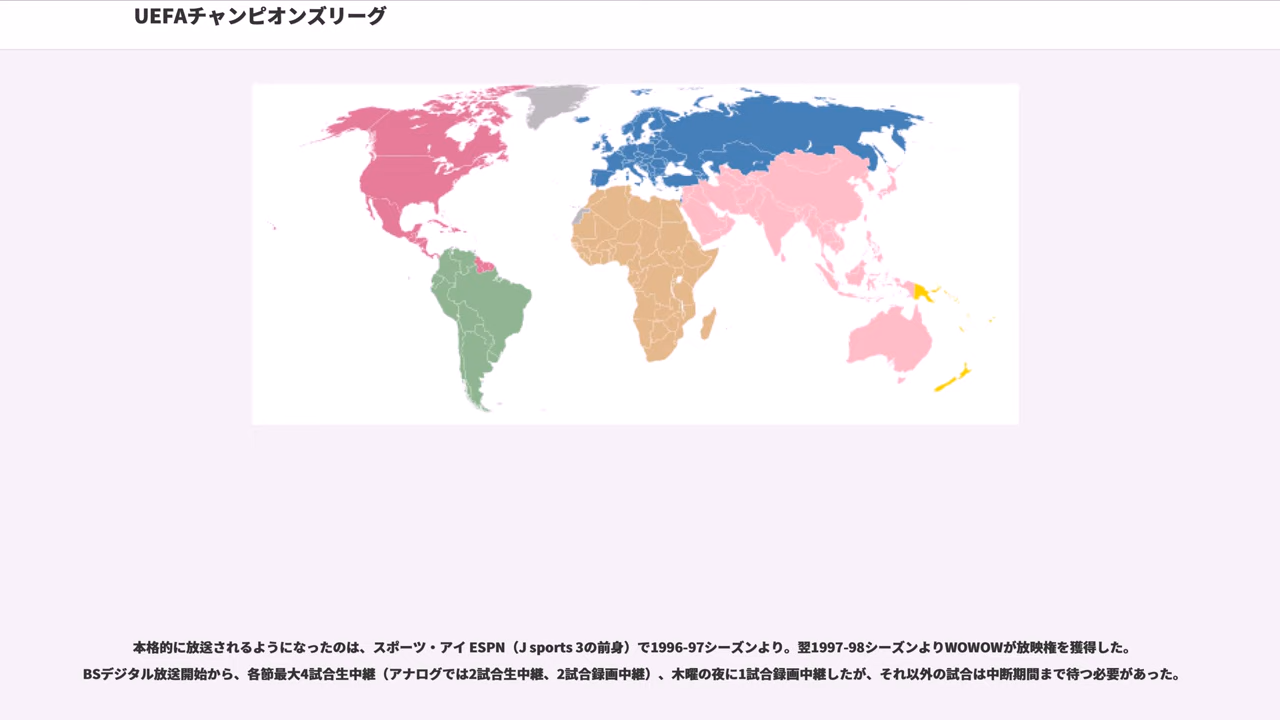 UEFAチャンピオンズリーグ
本格的に放送されるようになったのは、スポーツ・アイ ESPN（J sports 3の前身）で1996-97シーズンより。翌1997-98シーズンよりWOWOWが放映権を獲得した。
BSデジタル放送開始から、各節最大4試合生中継（アナログでは2試合生中継、2試合録画中継）、木曜の夜に1試合録画中継したが、それ以外の試合は中断期間まで待つ必要があった。